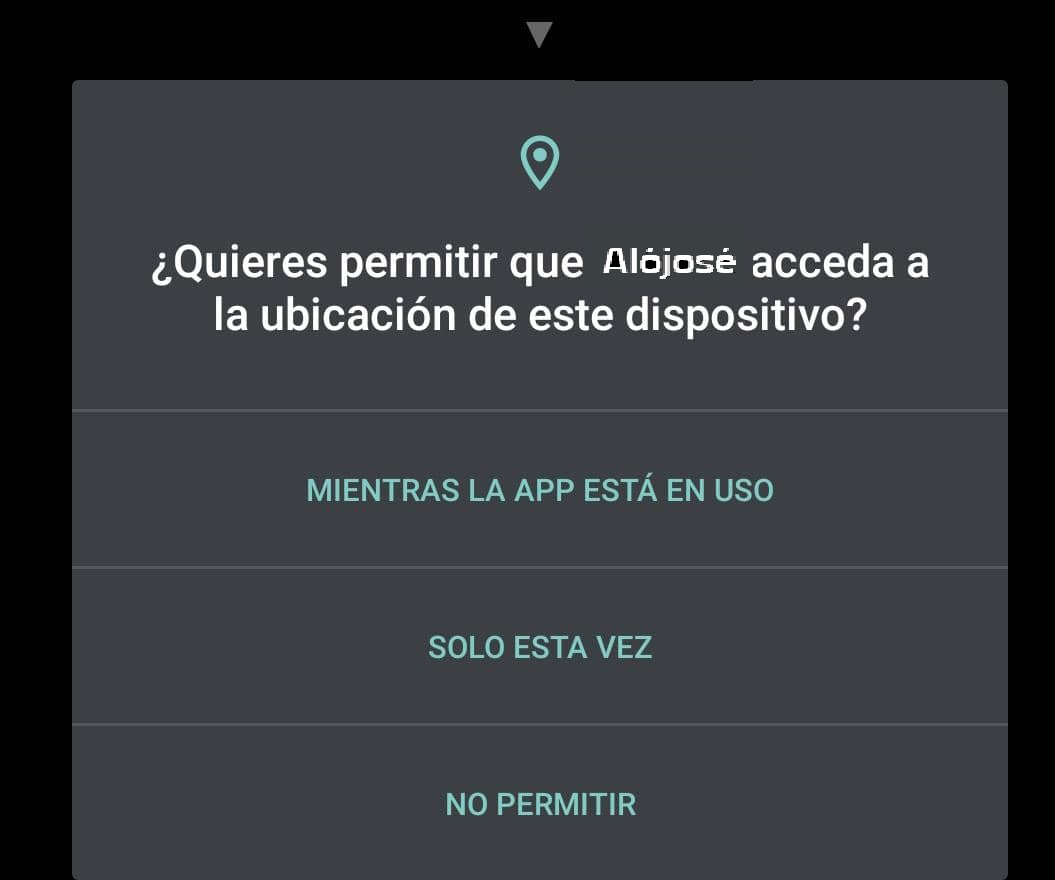 ¿Quieres permitir que Alójosé acceda a
la ubicación de este dispositivo?
MIENTRAS LA APP ESTÁ EN USO
SOLO ESTA VEZ
NO PERMITIR